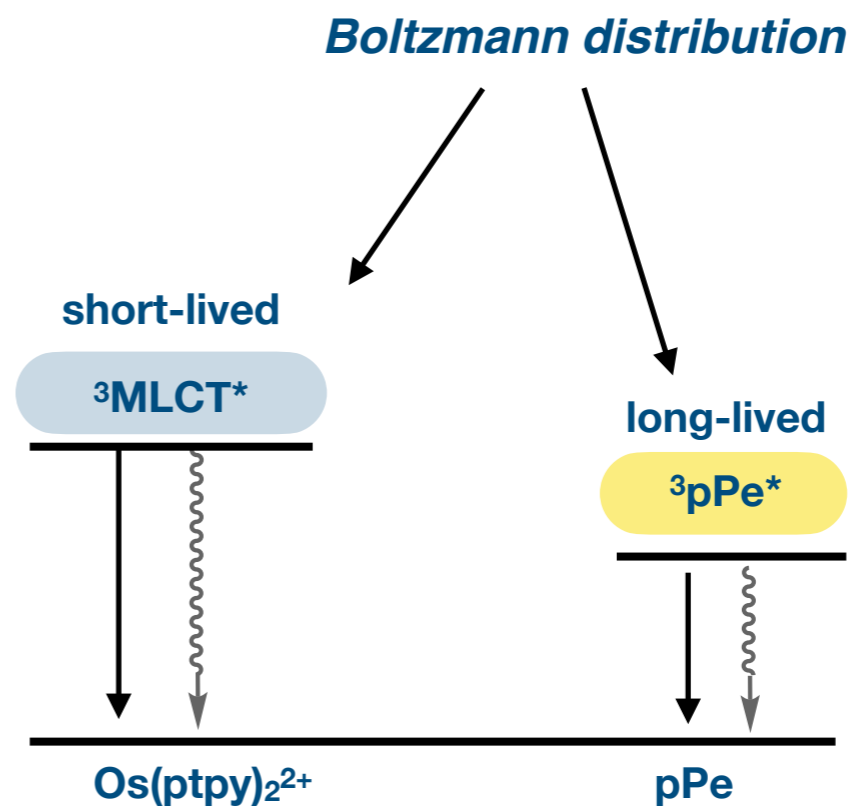 Boltzmann distribution
short-lived
³MLCT*
long-lived
³pPe*
Os(ptpy)₂²⁺
pPe